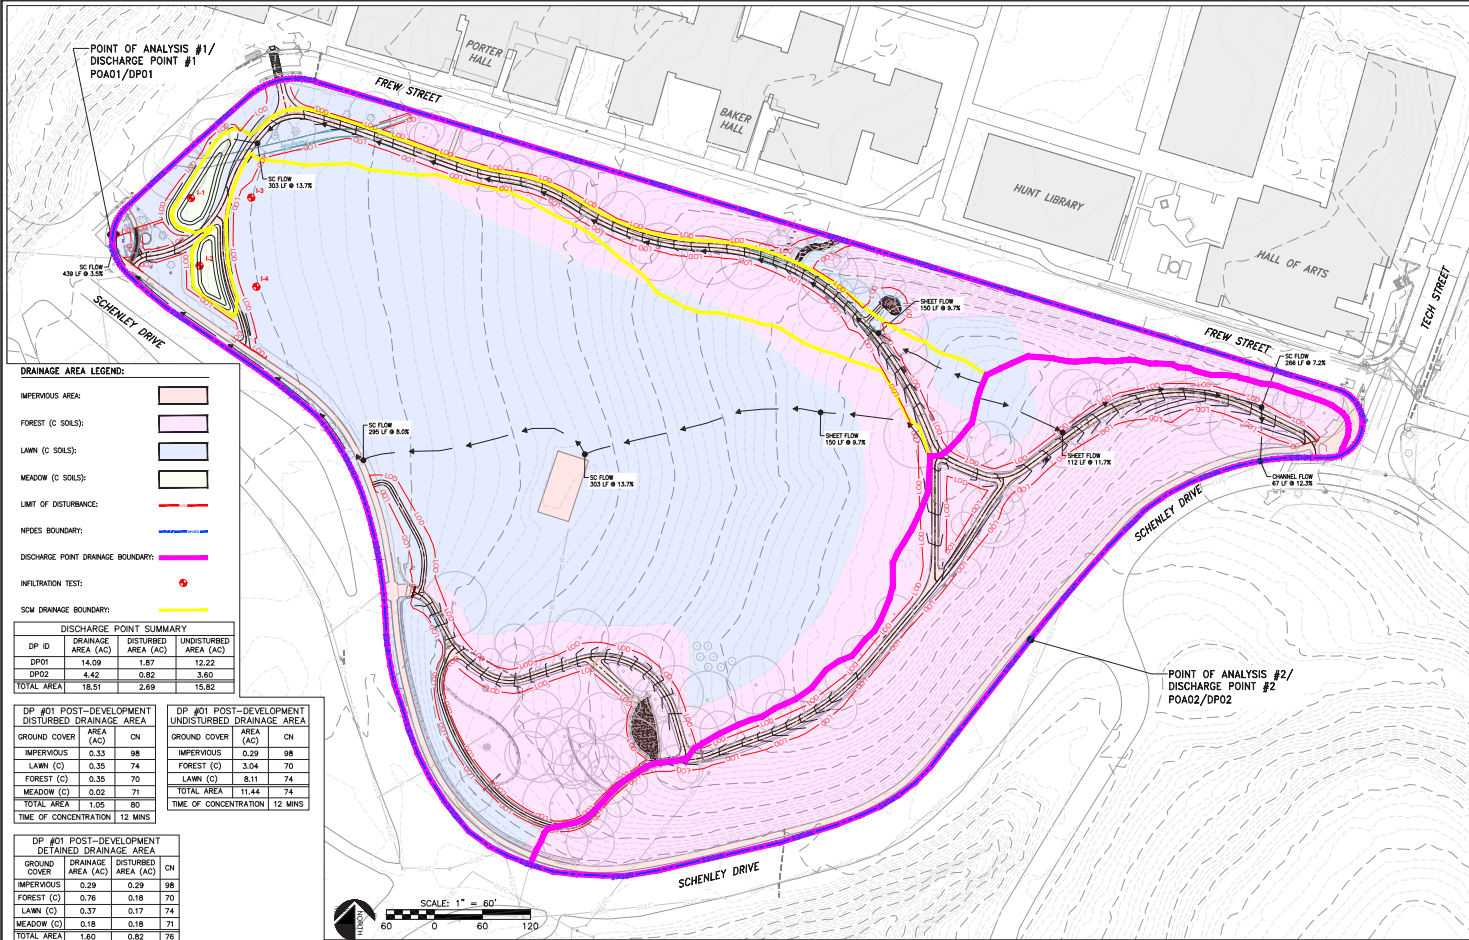 POINT OF ANALYSIS #1/
DISCHARGE POINT #1
POA01/DP01
PORTER
HALL
FREW STREET
BAKER
HALL
HUNT LIBRARY
HALL OF ARTS
TECH STREET
FREW STREET
SC FLOW
303 LF @ 13.7%
I-1
I-3
I-2
I-4
SC FLOW
439 LF @ 3.5%
SCHENLEY DRIVE
SHEET FLOW
150 LF @ 9.7%
SC FLOW
266 LF @ 7.2%
SC FLOW
295 LF @ 8.0%
SHEET FLOW
150 LF @ 9.7%
SHEET FLOW
112 LF @ 11.7%
SC FLOW
303 LF @ 13.7%
CHANNEL FLOW
67 LF @ 12.3%
SCHENLEY DRIVE
POINT OF ANALYSIS #2/
DISCHARGE POINT #2
POA02/DP02
SCHENLEY DRIVE
LOD
DRAINAGE AREA LEGEND:
IMPERVIOUS AREA:
FOREST (C SOILS):
LAWN (C SOILS):
MEADOW (C SOILS):
LIMIT OF DISTURBANCE:
NPDES BOUNDARY:
DISCHARGE POINT DRAINAGE BOUNDARY:
INFILTRATION TEST:
SCM DRAINAGE BOUNDARY:
DISCHARGE POINT SUMMARY
DP ID DRAINAGE AREA (AC) DISTURBED AREA (AC) UNDISTURBED AREA (AC)
DP01 14.09 1.87 12.22
DP02 4.42 0.82 3.60
TOTAL AREA 18.51 2.69 15.82
DP #01 POST-DEVELOPMENT
DISTURBED DRAINAGE AREA
GROUND COVER AREA (AC) CN
IMPERVIOUS 0.33 98
LAWN (C) 0.35 74
FOREST (C) 0.35 70
MEADOW (C) 0.02 71
TOTAL AREA 1.05 80
TIME OF CONCENTRATION 12 MINS
DP #01 POST-DEVELOPMENT
UNDISTURBED DRAINAGE AREA
GROUND COVER AREA (AC) CN
IMPERVIOUS 0.29 98
FOREST (C) 3.04 70
LAWN (C) 8.11 74
TOTAL AREA 11.44 74
TIME OF CONCENTRATION 12 MINS
DP #01 POST-DEVELOPMENT
DETAINED DRAINAGE AREA
GROUND COVER DRAINAGE AREA (AC) DISTURBED AREA (AC) CN
IMPERVIOUS 0.29 0.29 98
FOREST (C) 0.76 0.18 70
LAWN (C) 0.37 0.17 74
MEADOW (C) 0.18 0.18 71
TOTAL AREA 1.60 0.82 76
NORTH
SCALE: 1" = 60'
60 0 60 120